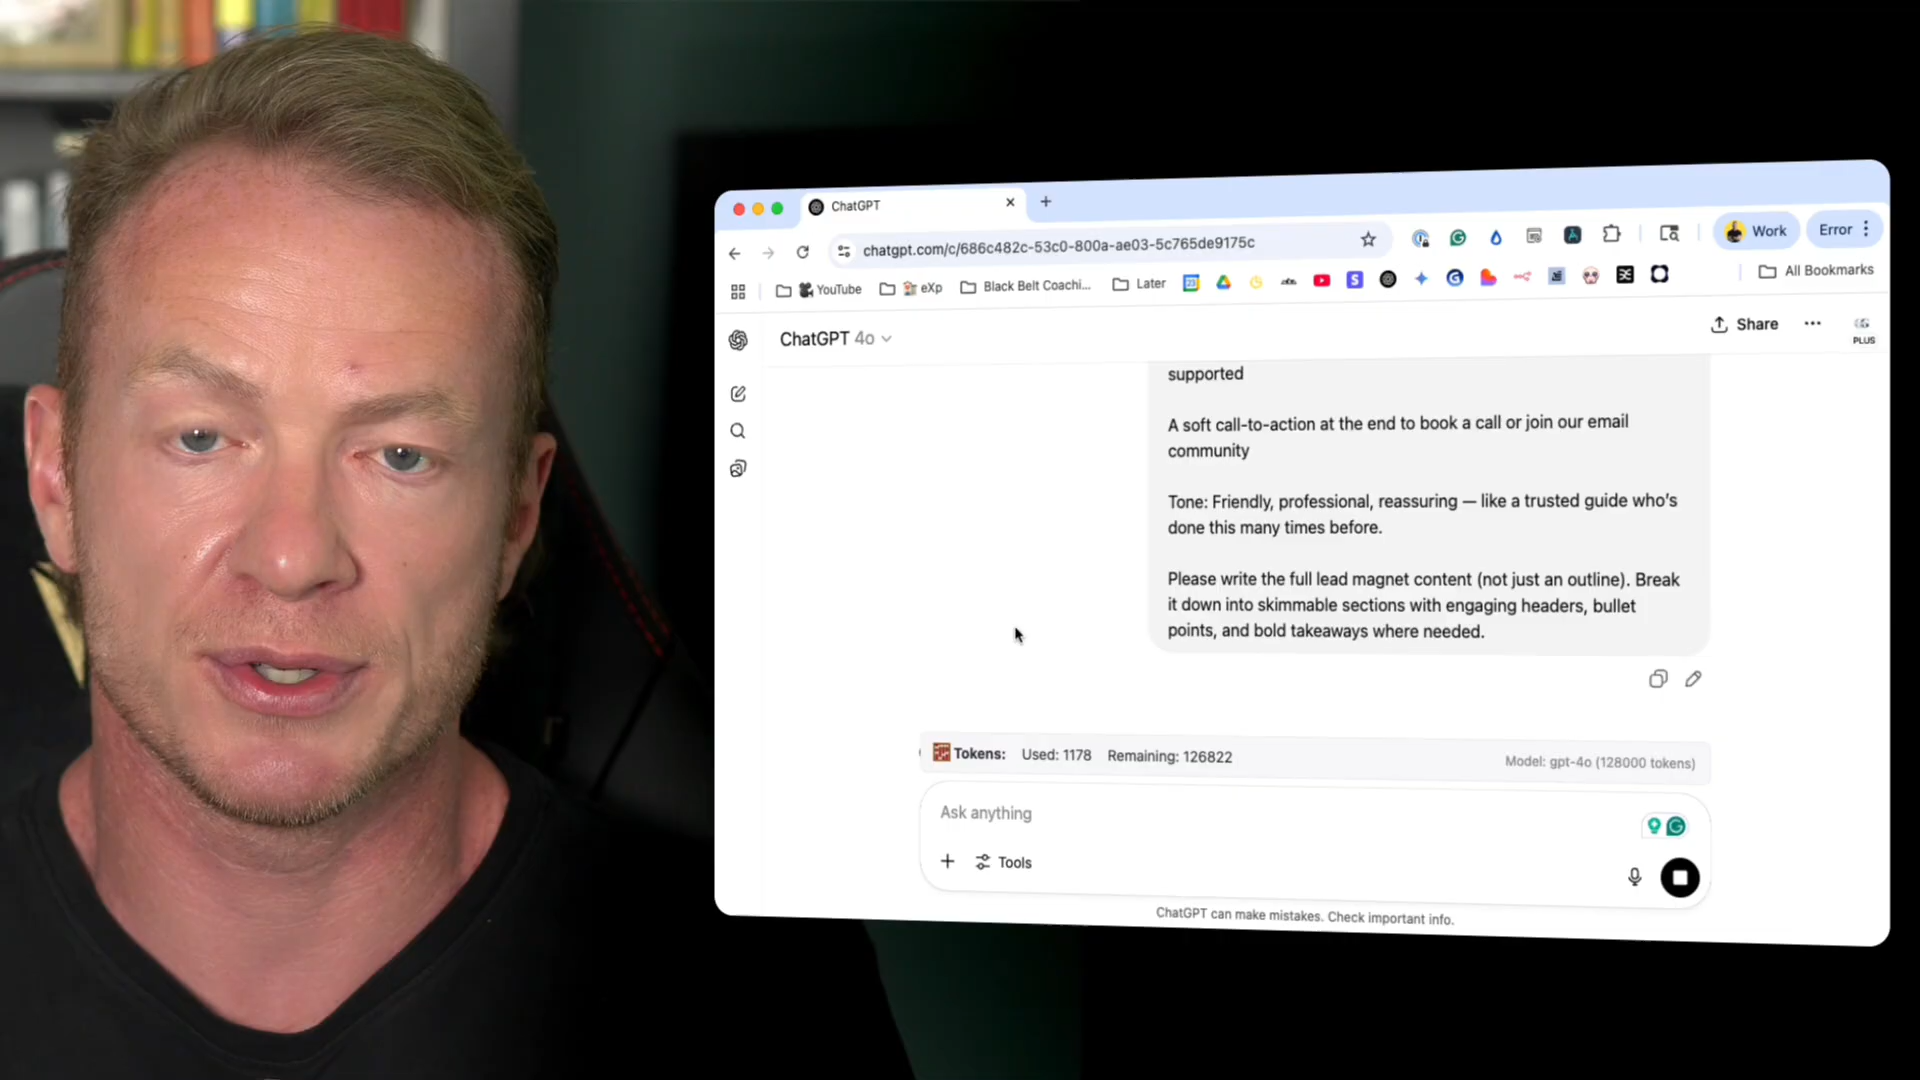 ChatGPT
chatgpt.com/c/686c482c-53c0-800a-ae03-5c765de9175c
Work
Error
YouTube
eXp
Black Belt Coachi...
Later
All Bookmarks
ChatGPT 4o
Share
PLUS
supported
A soft call-to-action at the end to book a call or join our email
community
Tone: Friendly, professional, reassuring — like a trusted guide who's
done this many times before.
Please write the full lead magnet content (not just an outline). Break
it down into skimmable sections with engaging headers, bullet
points, and bold takeaways where needed.
Tokens: Used: 1178 Remaining: 126822
Model: gpt-4o (128000 tokens)
Ask anything
Tools
ChatGPT can make mistakes. Check important info.